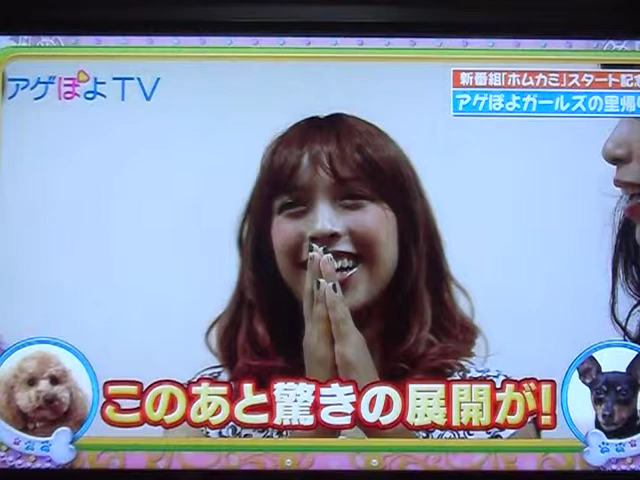 アゲぽよTV
新番組「ホムカミ」スタート記
アゲぽよガールズの里帰
このあと驚きの展開が!